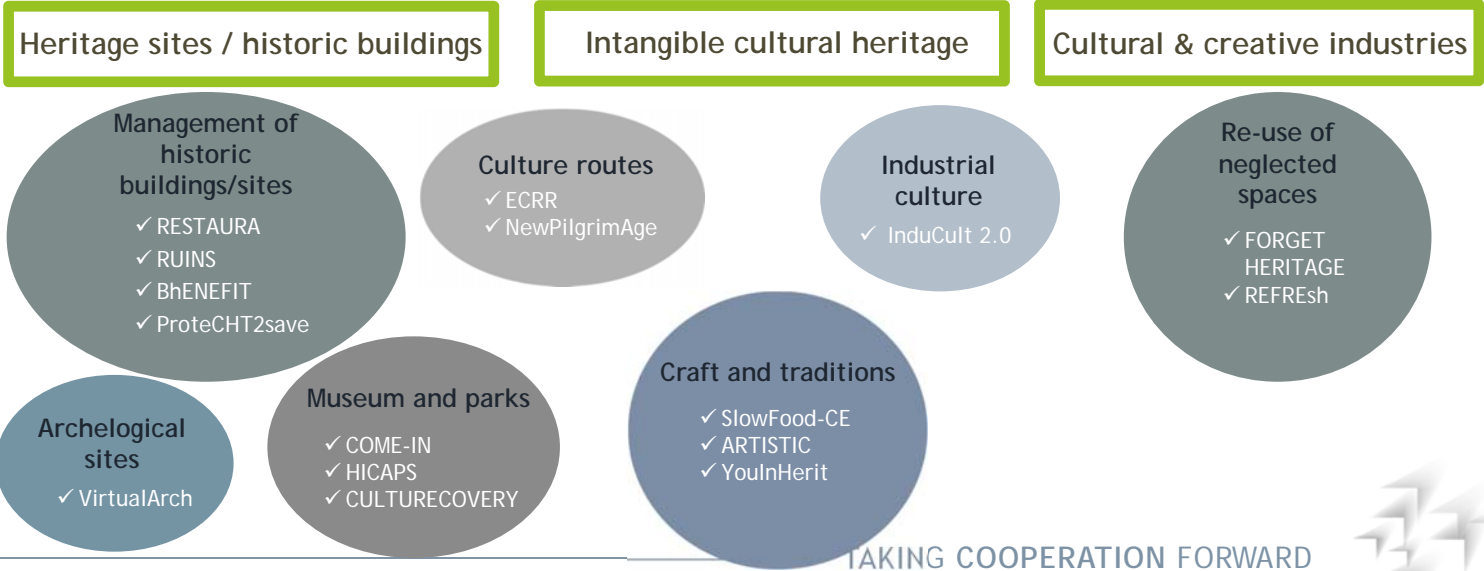 Heritage sites / historic buildings
Intangible cultural heritage
Cultural & creative industries
Management of
historic
buildings/sites
✓ RESTAURA
✓ RUINS
✓ BhENEFIT
✓ ProteCHT2save
Culture routes
✓ ECRR
✓ NewPilgrimAge
Industrial
culture
✓ InduCult 2.0
Re-use of
neglected
spaces
✓ FORGET
HERITAGE
✓ REFREsh
Archelogical
sites
✓ VirtualArch
Museum and parks
✓ COME-IN
✓ HICAPS
✓ CULTURECOVERY
Craft and traditions
✓ SlowFood-CE
✓ ARTISTIC
✓ YouInHerit
TAKING COOPERATION FORWARD